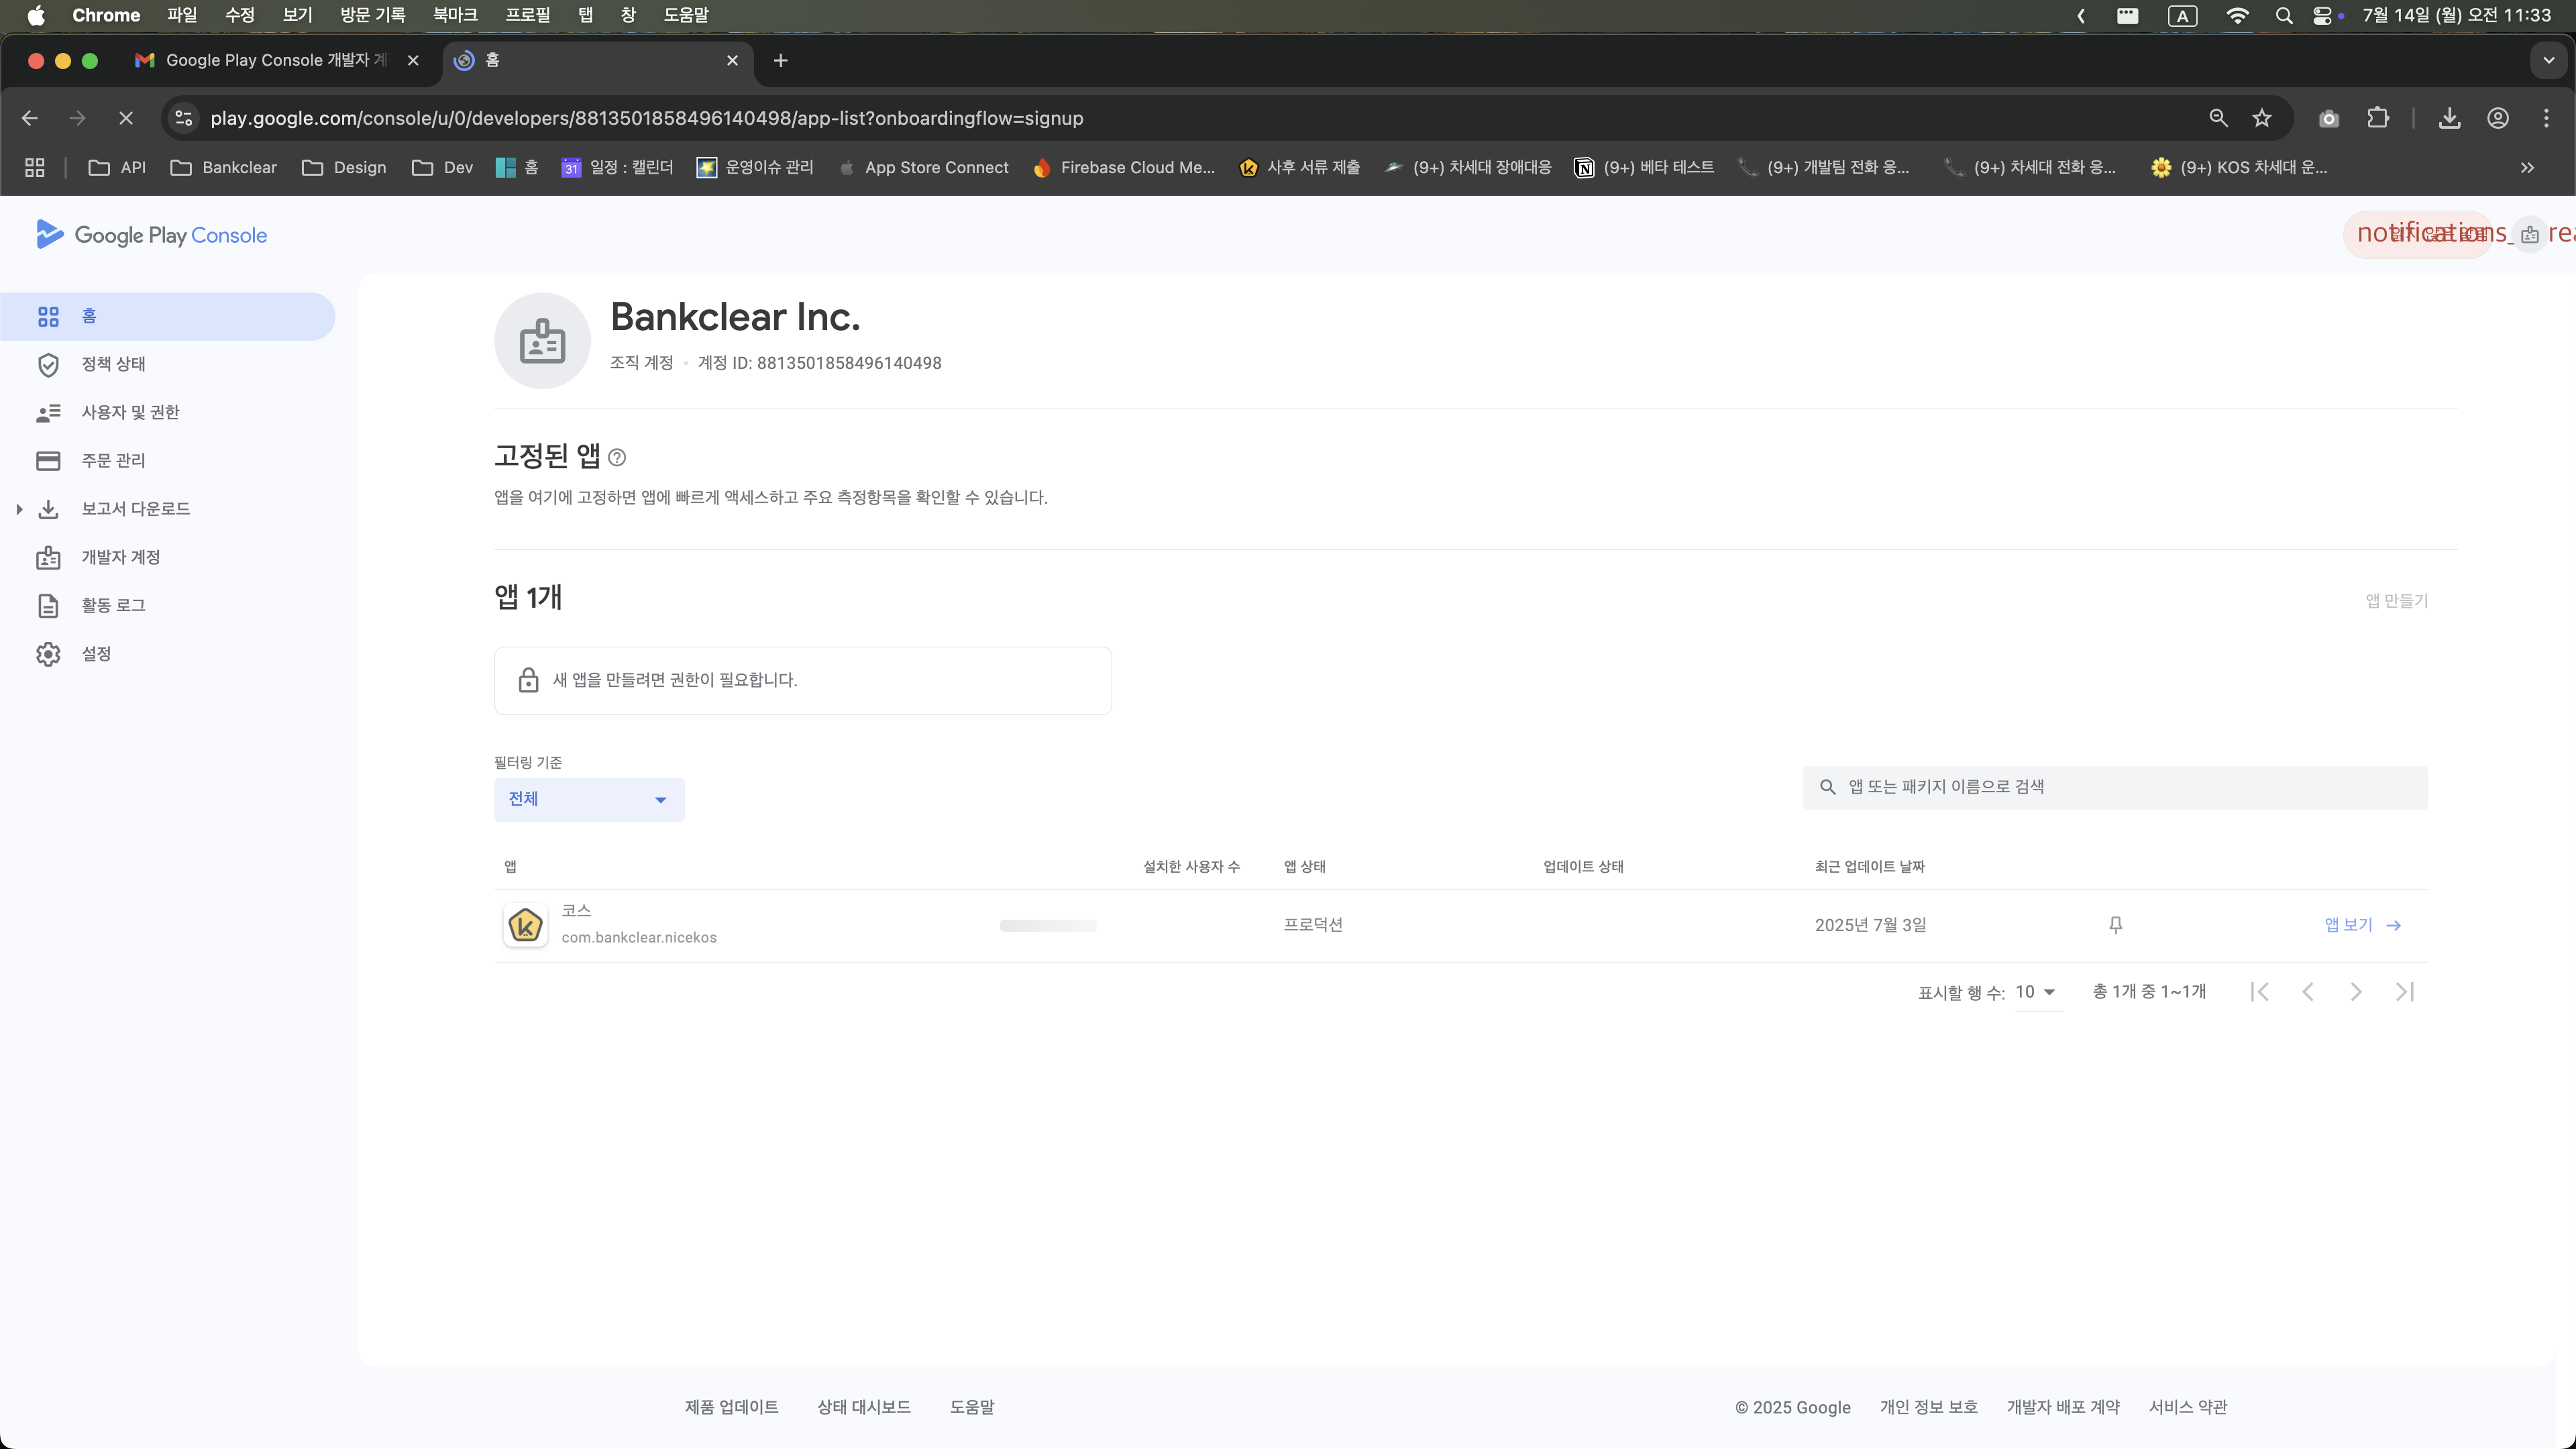 Chrome 파일 수정 보기 방문 기록 북마크 프로필 탭 창 도움말 A 7월 14일 (월) 오전 11:33
Google Play Console 개발자 계 홈
play.google.com/console/u/0/developers/8813501858496140498/app-list?onboardingflow=signup
API Bankclear Design Dev 홈 31 일정 : 캘린더 운영이슈 관리 App Store Connect Firebase Cloud Me... 사후 서류 제출 (9+) 차세대 장애대응 (9+) 베타 테스트 (9+) 개발팀 전화 응... (9+) 차세대 전화 응... (9+) KOS 차세대 운...
Google Play Console
notifications_ rea
홈
정책 상태
사용자 및 권한
주문 관리
보고서 다운로드
개발자 계정
활동 로그
설정
Bankclear Inc.
조직 계정 • 계정 ID: 8813501858496140498
고정된 앱
앱을 여기에 고정하면 앱에 빠르게 액세스하고 주요 측정항목을 확인할 수 있습니다.
앱 1개
앱 만들기
새 앱을 만들려면 권한이 필요합니다.
필터링 기준
전체
앱 또는 패키지 이름으로 검색
앱 설치한 사용자 수 앱 상태 업데이트 상태 최근 업데이트 날짜
코스
com.bankclear.nicekos
프로덕션 2025년 7월 3일 앱 보기 →
표시할 행 수: 10 총 1개 중 1~1개
제품 업데이트 상태 대시보드 도움말 © 2025 Google 개인 정보 보호 개발자 배포 계약 서비스 약관